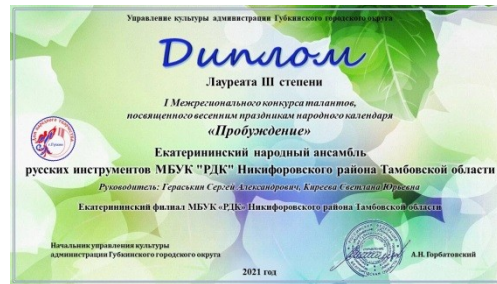 Управление культуры администрации Губкинского городского округа
Диплом
Лауреата III степени
I Межрегионального конкурса талантов,
посвященного весенним праздникам народного календаря
«Пробуждение»
Екатерининский народный ансамбль
русских инструментов МБУК "РДК" Никифоровского района Тамбовской области
Руководитель: Гераськин Сергей Александрович, Киреева Светлана Юрьевна
Екатерининский филиал МБУК «РДК» Никифоровского района Тамбовской области
Начальник управления культуры
администрации Губкинского городского округа
А.Н. Горбатовский
2021 год